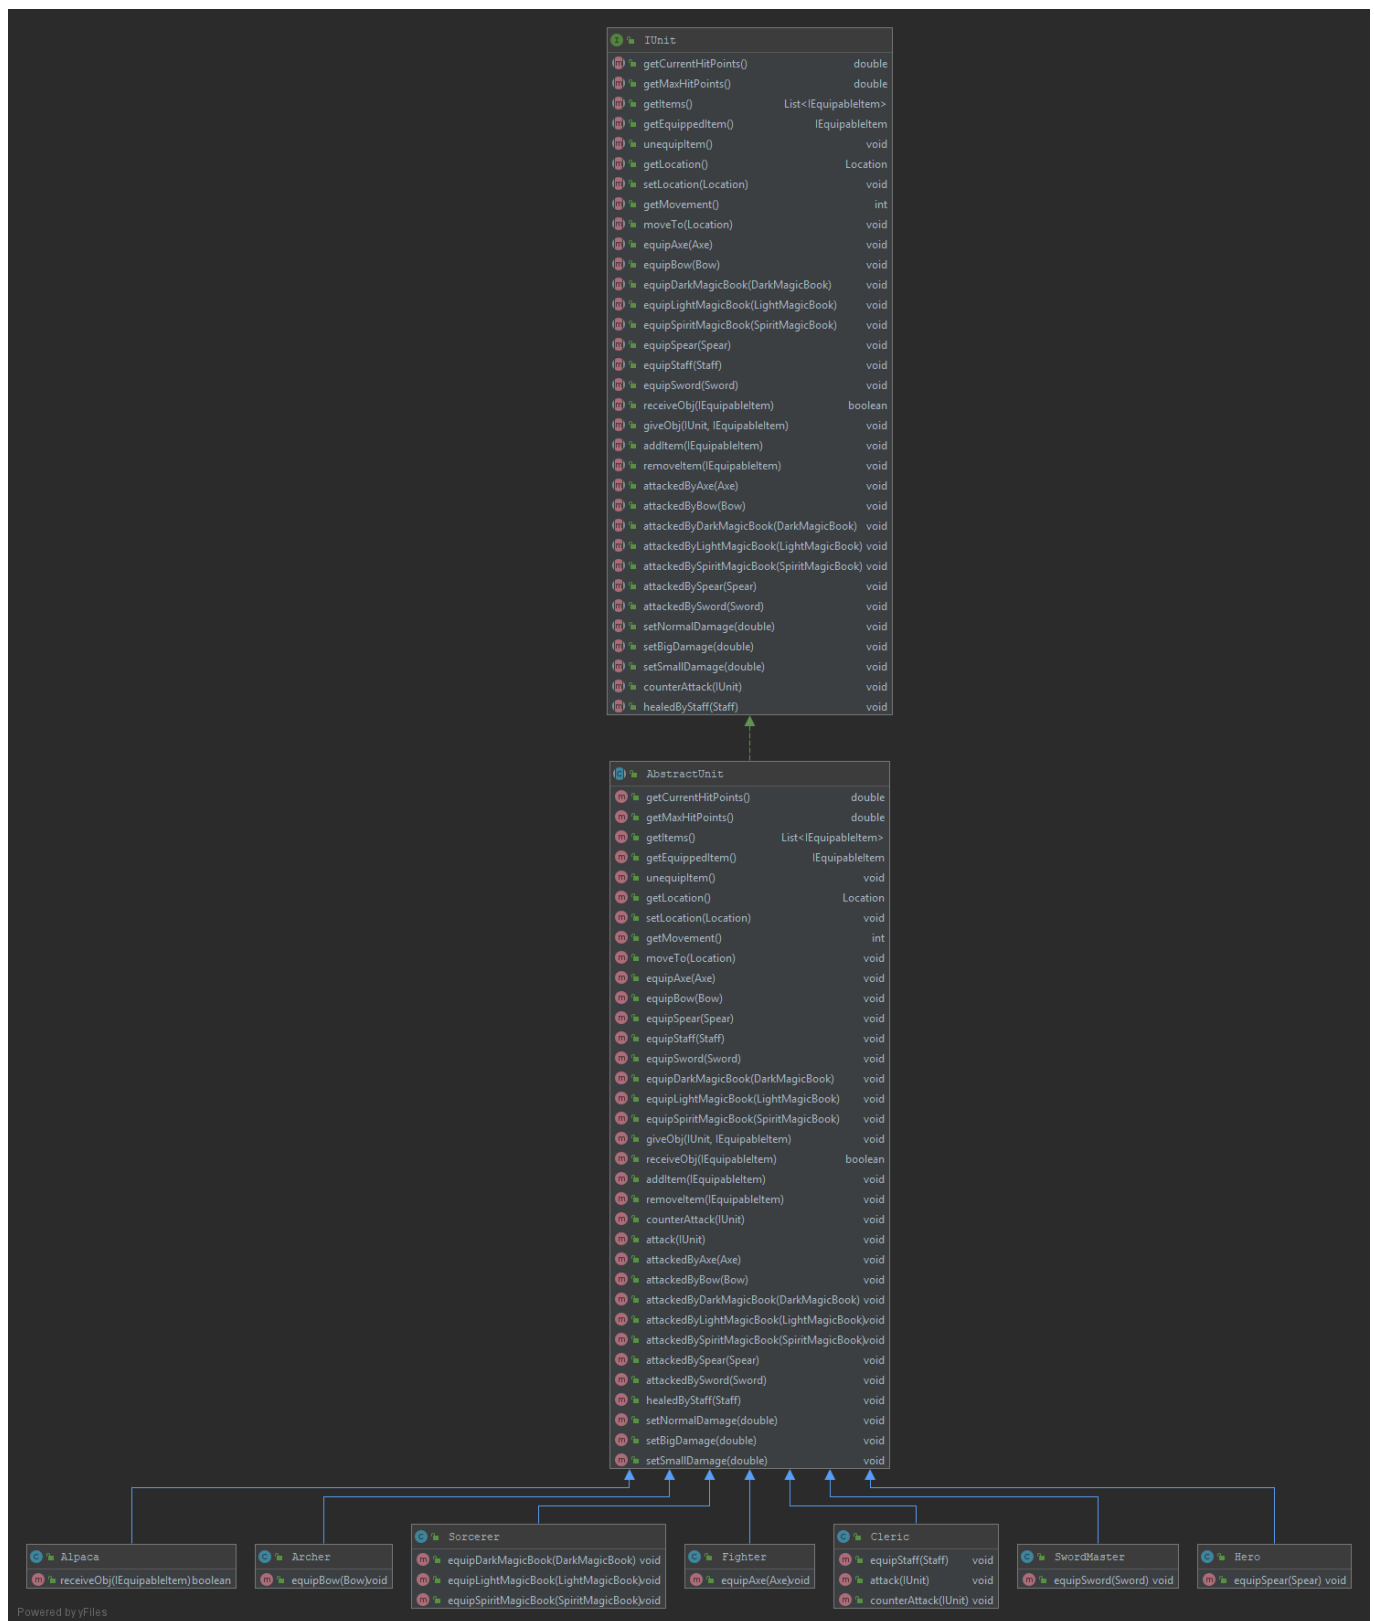 IUnit
getCurrentHitPoints() double
getMaxHitPoints() double
getItems() List<IEquipableItem>
getEquippedItem() IEquipableItem
unequipItem() void
getLocation() Location
setLocation(Location) void
getMovement() int
moveTo(Location) void
equipAxe(Axe) void
equipBow(Bow) void
equipDarkMagicBook(DarkMagicBook) void
equipLightMagicBook(LightMagicBook) void
equipSpiritMagicBook(SpiritMagicBook) void
equipSpear(Spear) void
equipStaff(Staff) void
equipSword(Sword) void
receiveObj(IEquipableItem) boolean
giveObj(IUnit, IEquipableItem) void
addItem(IEquipableItem) void
removeItem(IEquipableItem) void
attackedByAxe(Axe) void
attackedByBow(Bow) void
attackedByDarkMagicBook(DarkMagicBook) void
attackedByLightMagicBook(LightMagicBook) void
attackedBySpiritMagicBook(SpiritMagicBook) void
attackedBySpear(Spear) void
attackedBySword(Sword) void
setNormalDamage(double) void
setBigDamage(double) void
setSmallDamage(double) void
counterAttack(IUnit) void
healedByStaff(Staff) void
AbstractUnit
getCurrentHitPoints() double
getMaxHitPoints() double
getItems() List<IEquipableItem>
getEquippedItem() IEquipableItem
unequipItem() void
getLocation() Location
setLocation(Location) void
getMovement() int
moveTo(Location) void
equipAxe(Axe) void
equipBow(Bow) void
equipSpear(Spear) void
equipStaff(Staff) void
equipSword(Sword) void
equipDarkMagicBook(DarkMagicBook) void
equipLightMagicBook(LightMagicBook) void
equipSpiritMagicBook(SpiritMagicBook) void
giveObj(IUnit, IEquipableItem) void
receiveObj(IEquipableItem) boolean
addItem(IEquipableItem) void
removeItem(IEquipableItem) void
counterAttack(IUnit) void
attack(IUnit) void
attackedByAxe(Axe) void
attackedByBow(Bow) void
attackedByDarkMagicBook(DarkMagicBook) void
attackedByLightMagicBook(LightMagicBook) void
attackedBySpiritMagicBook(SpiritMagicBook) void
attackedBySpear(Spear) void
attackedBySword(Sword) void
healedByStaff(Staff) void
setNormalDamage(double) void
setBigDamage(double) void
setSmallDamage(double) void
Alpaca
receiveObj(IEquipableItem) boolean
Archer
equipBow(Bow) void
Sorcerer
equipDarkMagicBook(DarkMagicBook) void
equipLightMagicBook(LightMagicBook) void
equipSpiritMagicBook(SpiritMagicBook) void
Fighter
equipAxe(Axe) void
Cleric
equipStaff(Staff) void
attack(IUnit) void
counterAttack(IUnit) void
SwordMaster
equipSword(Sword) void
Hero
equipSpear(Spear) void
Powered by yFiles